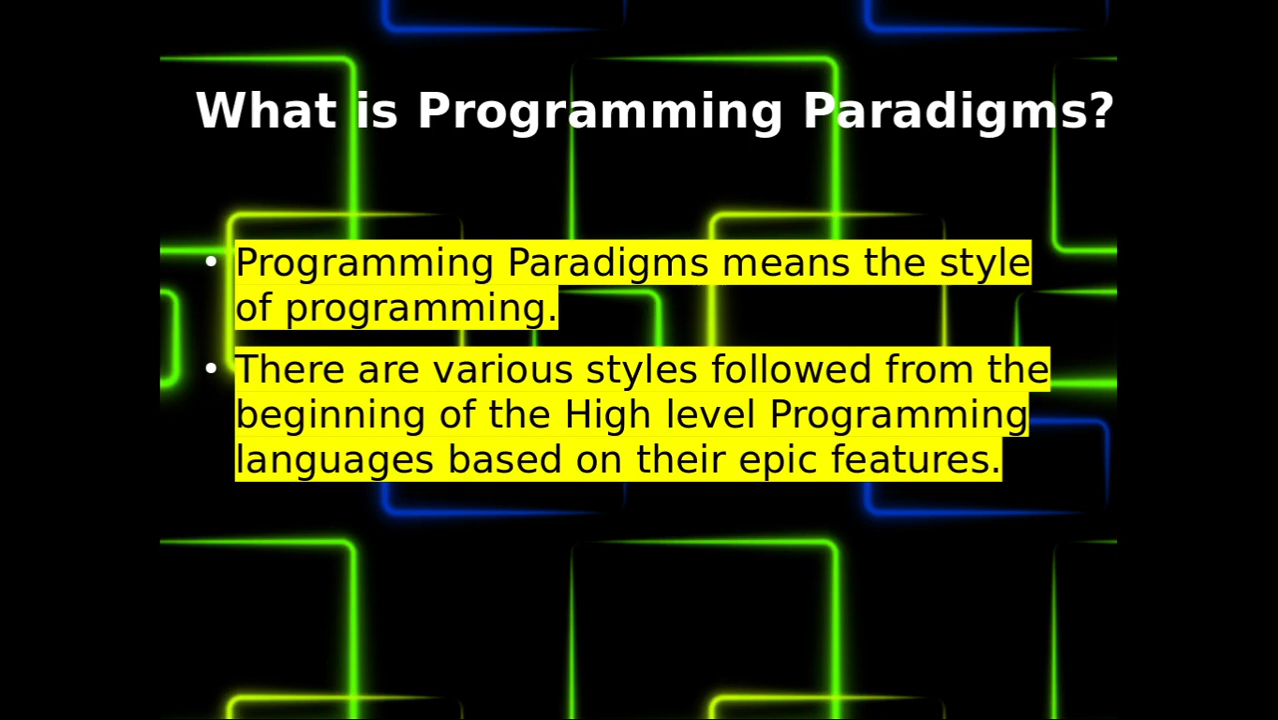 What is Programming Paradigms?
• Programming Paradigms means the style
of programming.
• There are various styles followed from the
beginning of the High level Programming
languages based on their epic features.